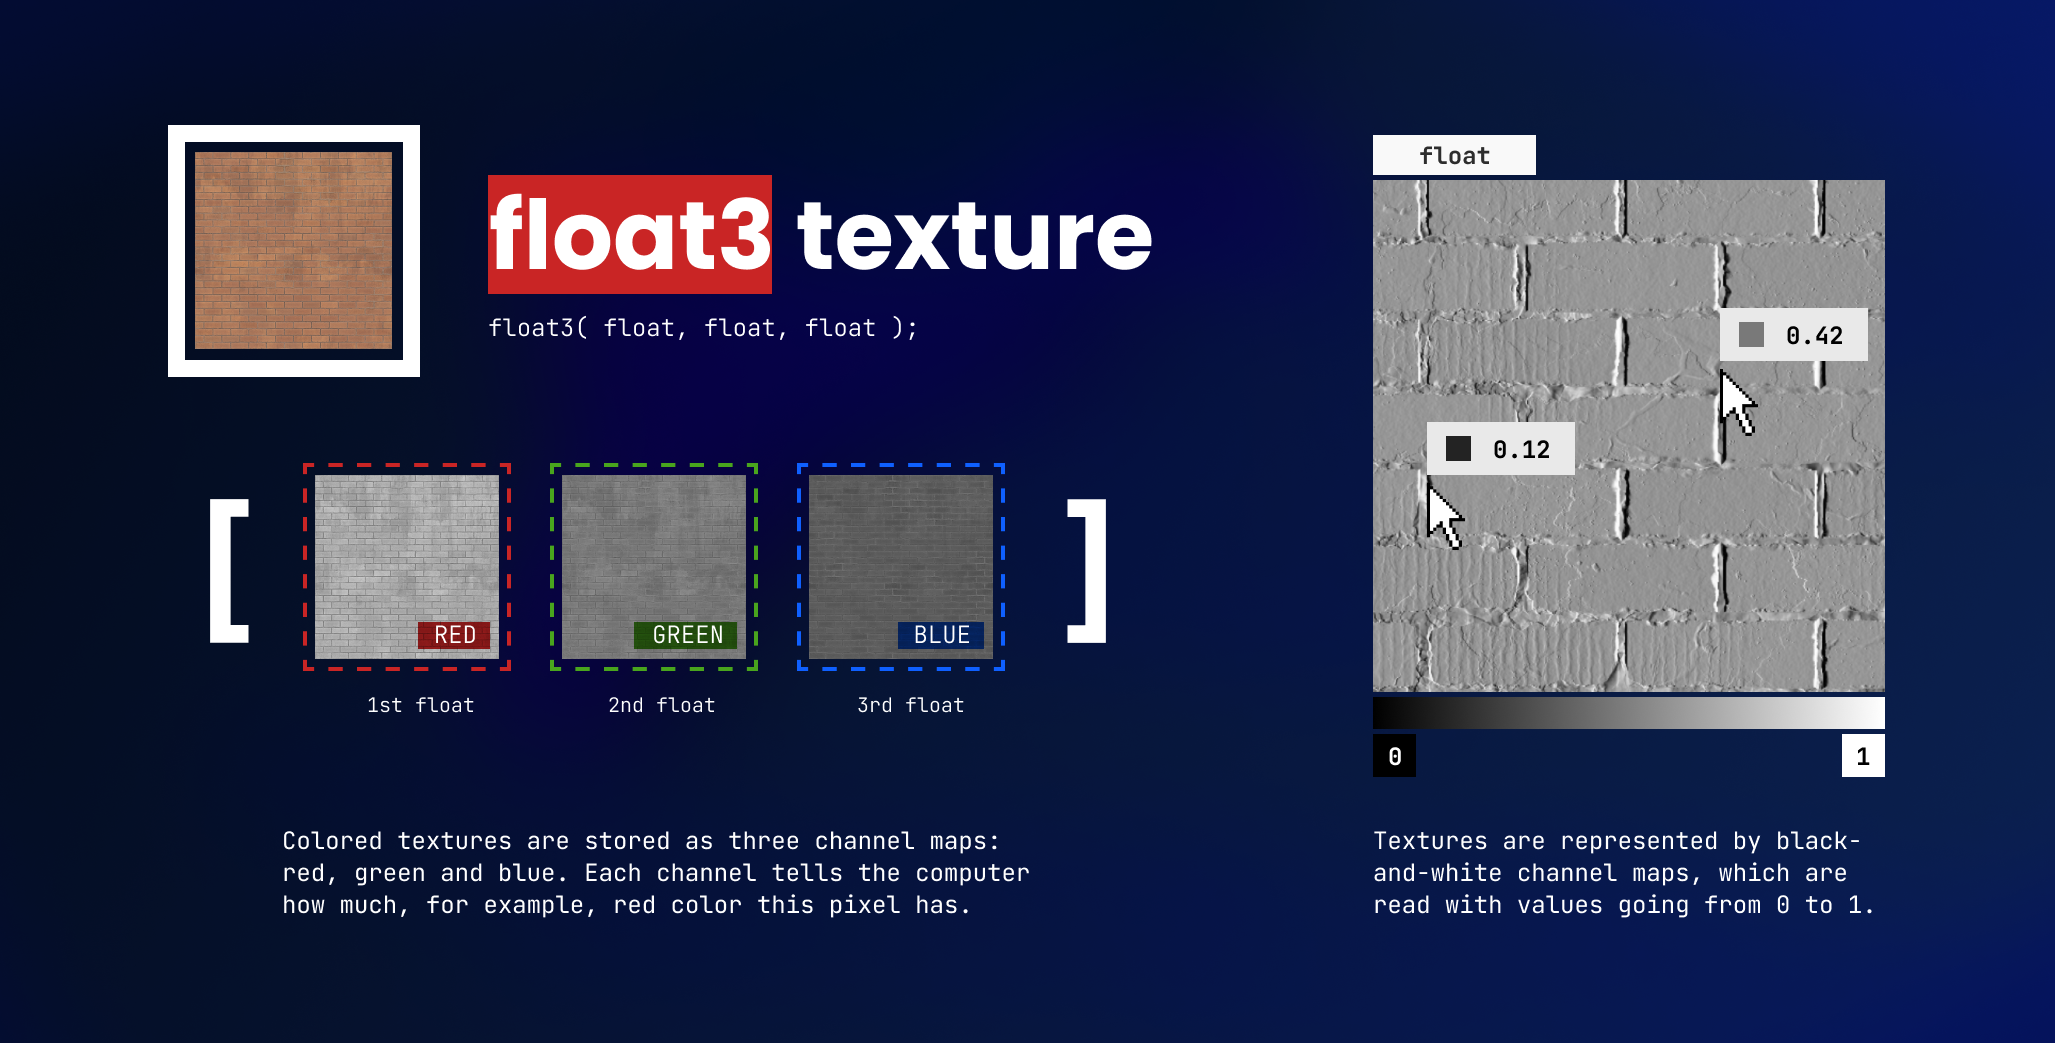 float3 texture
float3( float, float, float );
[
RED
GREEN
BLUE
]
1st float
2nd float
3rd float
Colored textures are stored as three channel maps:
red, green and blue. Each channel tells the computer
how much, for example, red color this pixel has.
float
0.42
0.12
0
1
Textures are represented by black-
and-white channel maps, which are
read with values going from 0 to 1.